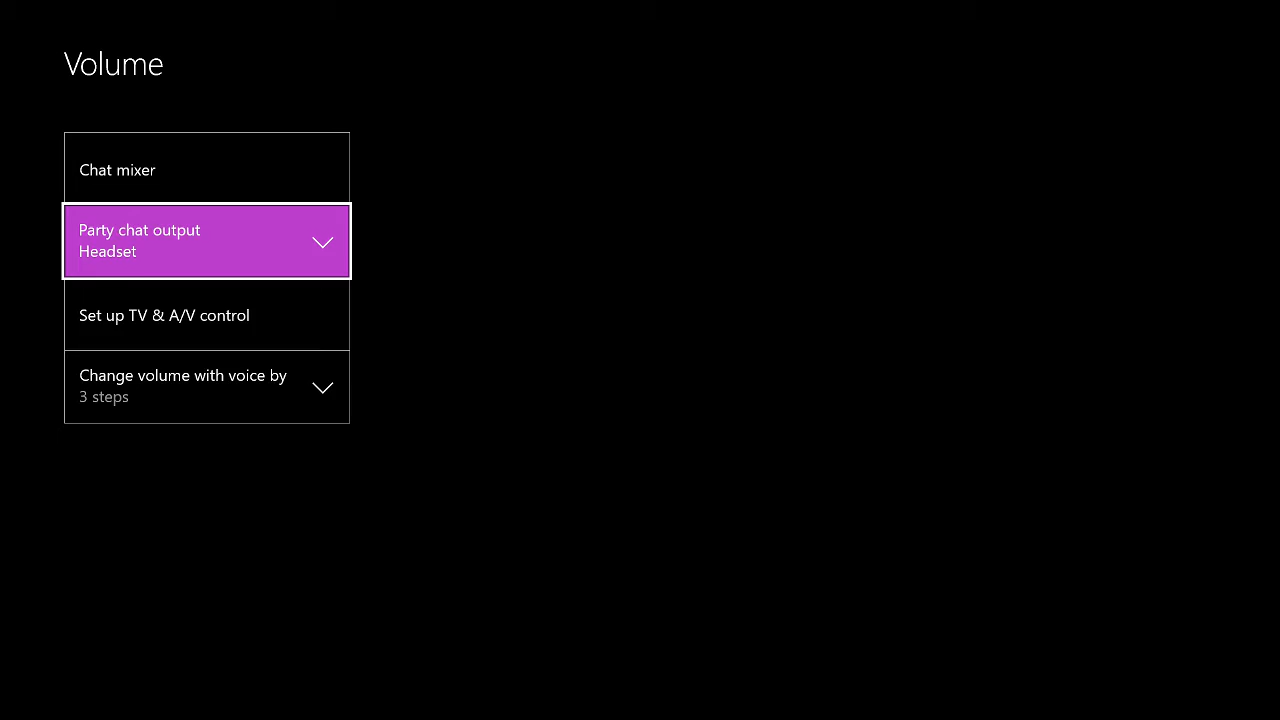 Volume
Chat mixer
Party chat output
Headset
Set up TV & A/V control
Change volume with voice by
3 steps